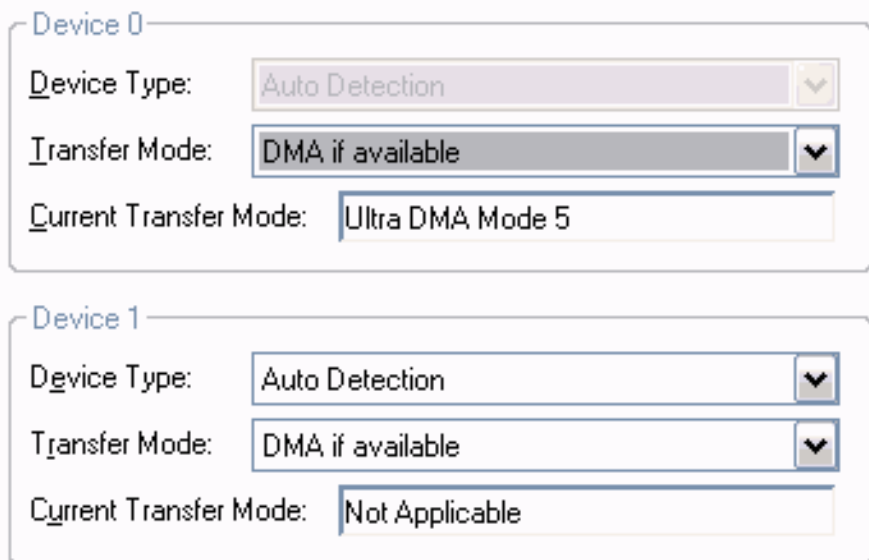 Device 0
Device Type: Auto Detection
Transfer Mode: DMA if available
Current Transfer Mode: Ultra DMA Mode 5
Device 1
Device Type: Auto Detection
Transfer Mode: DMA if available
Current Transfer Mode: Not Applicable